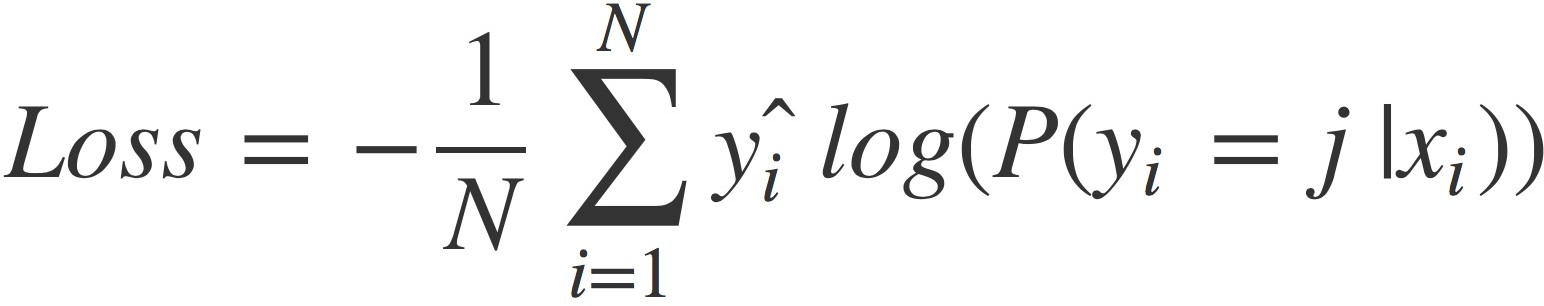 Loss = − 1/N ∑_{i=1}^{N} ŷ_i log(P(y_i = j |x_i))